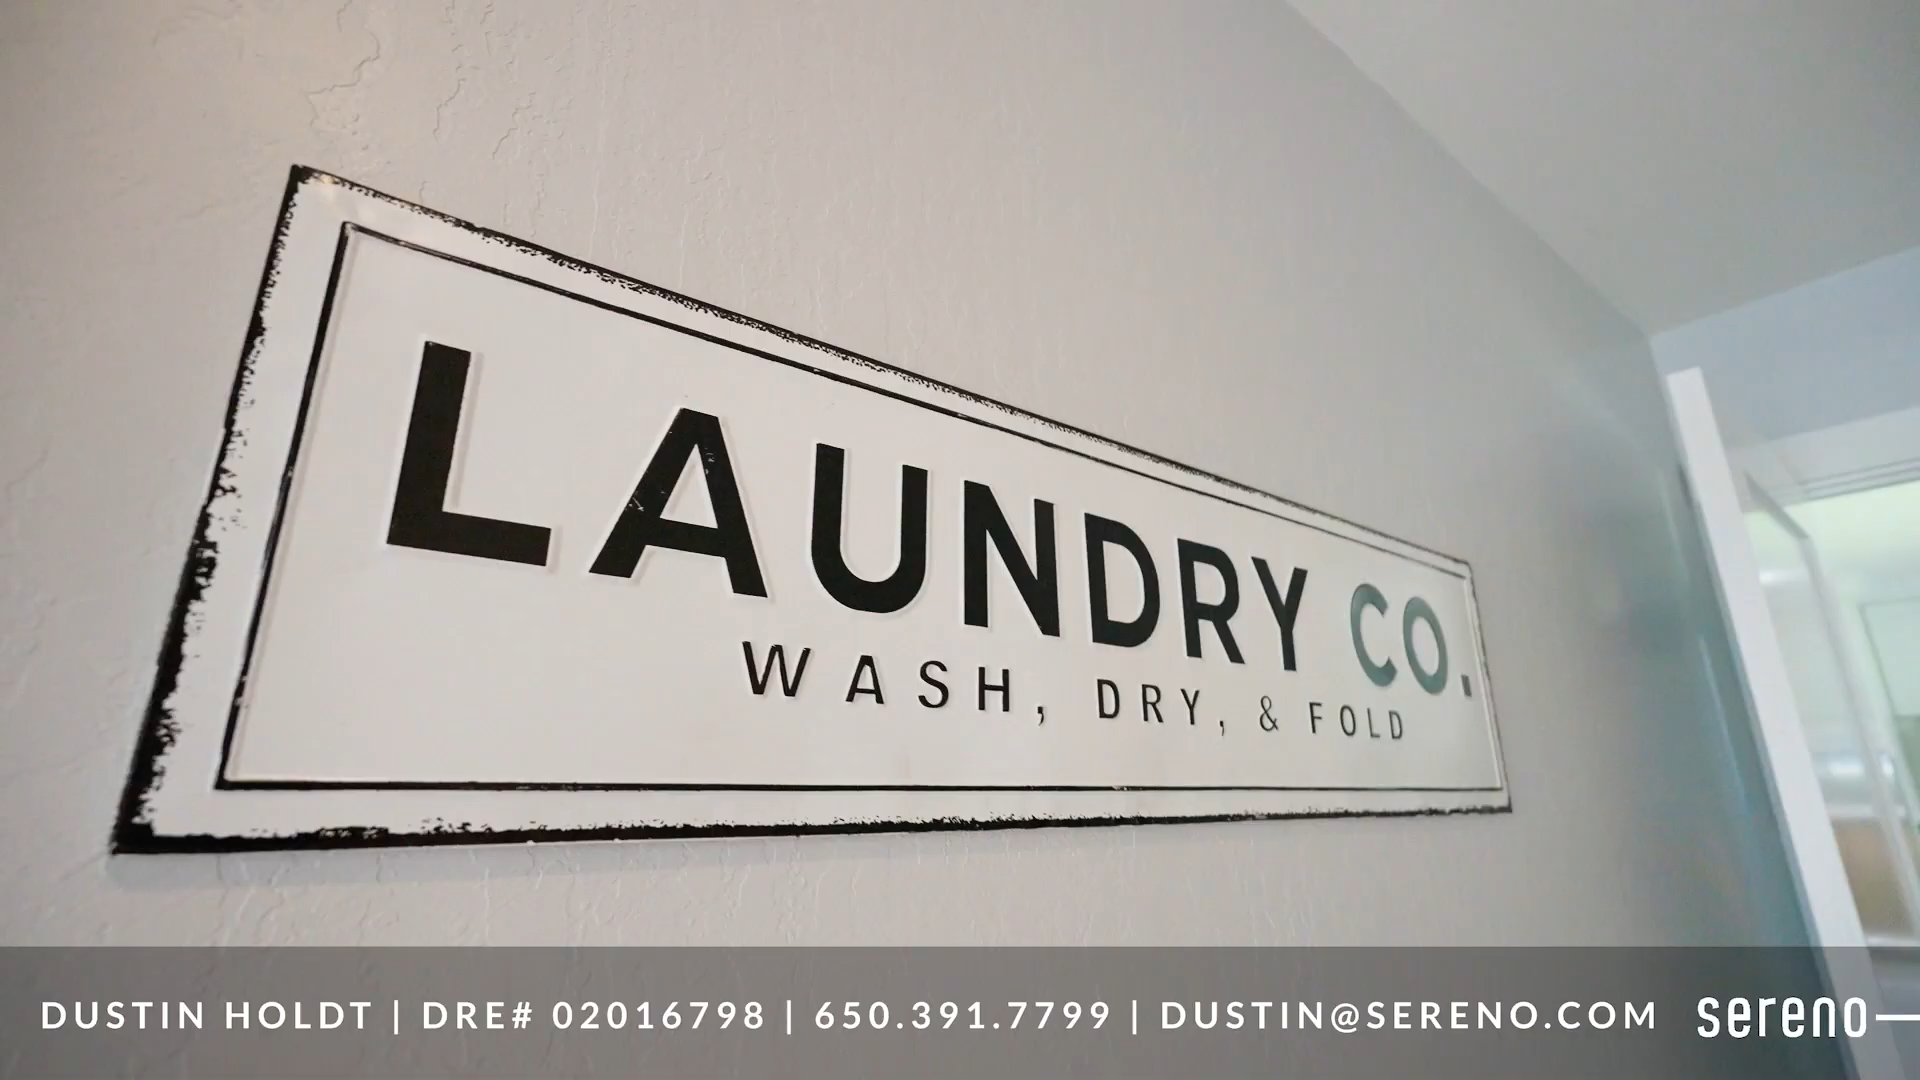 LAUNDRY CO.
WASH, DRY, & FOLD
DUSTIN HOLDT | DRE# 02016798 | 650.391.7799 | DUSTIN@SERENO.COM sereno